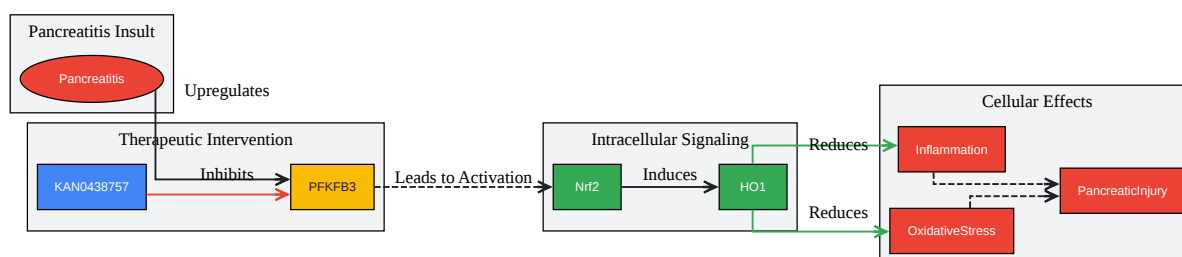 Pancreatitis Insult
Pancreatitis
Upregulates
Therapeutic Intervention
KAN0438757
Inhibits
PFKFB3
Leads to Activation
Intracellular Signaling
Nrf2
Induces
HO1
Reduces
Reduces
Cellular Effects
Inflammation
OxidativeStress
PancreaticInjury